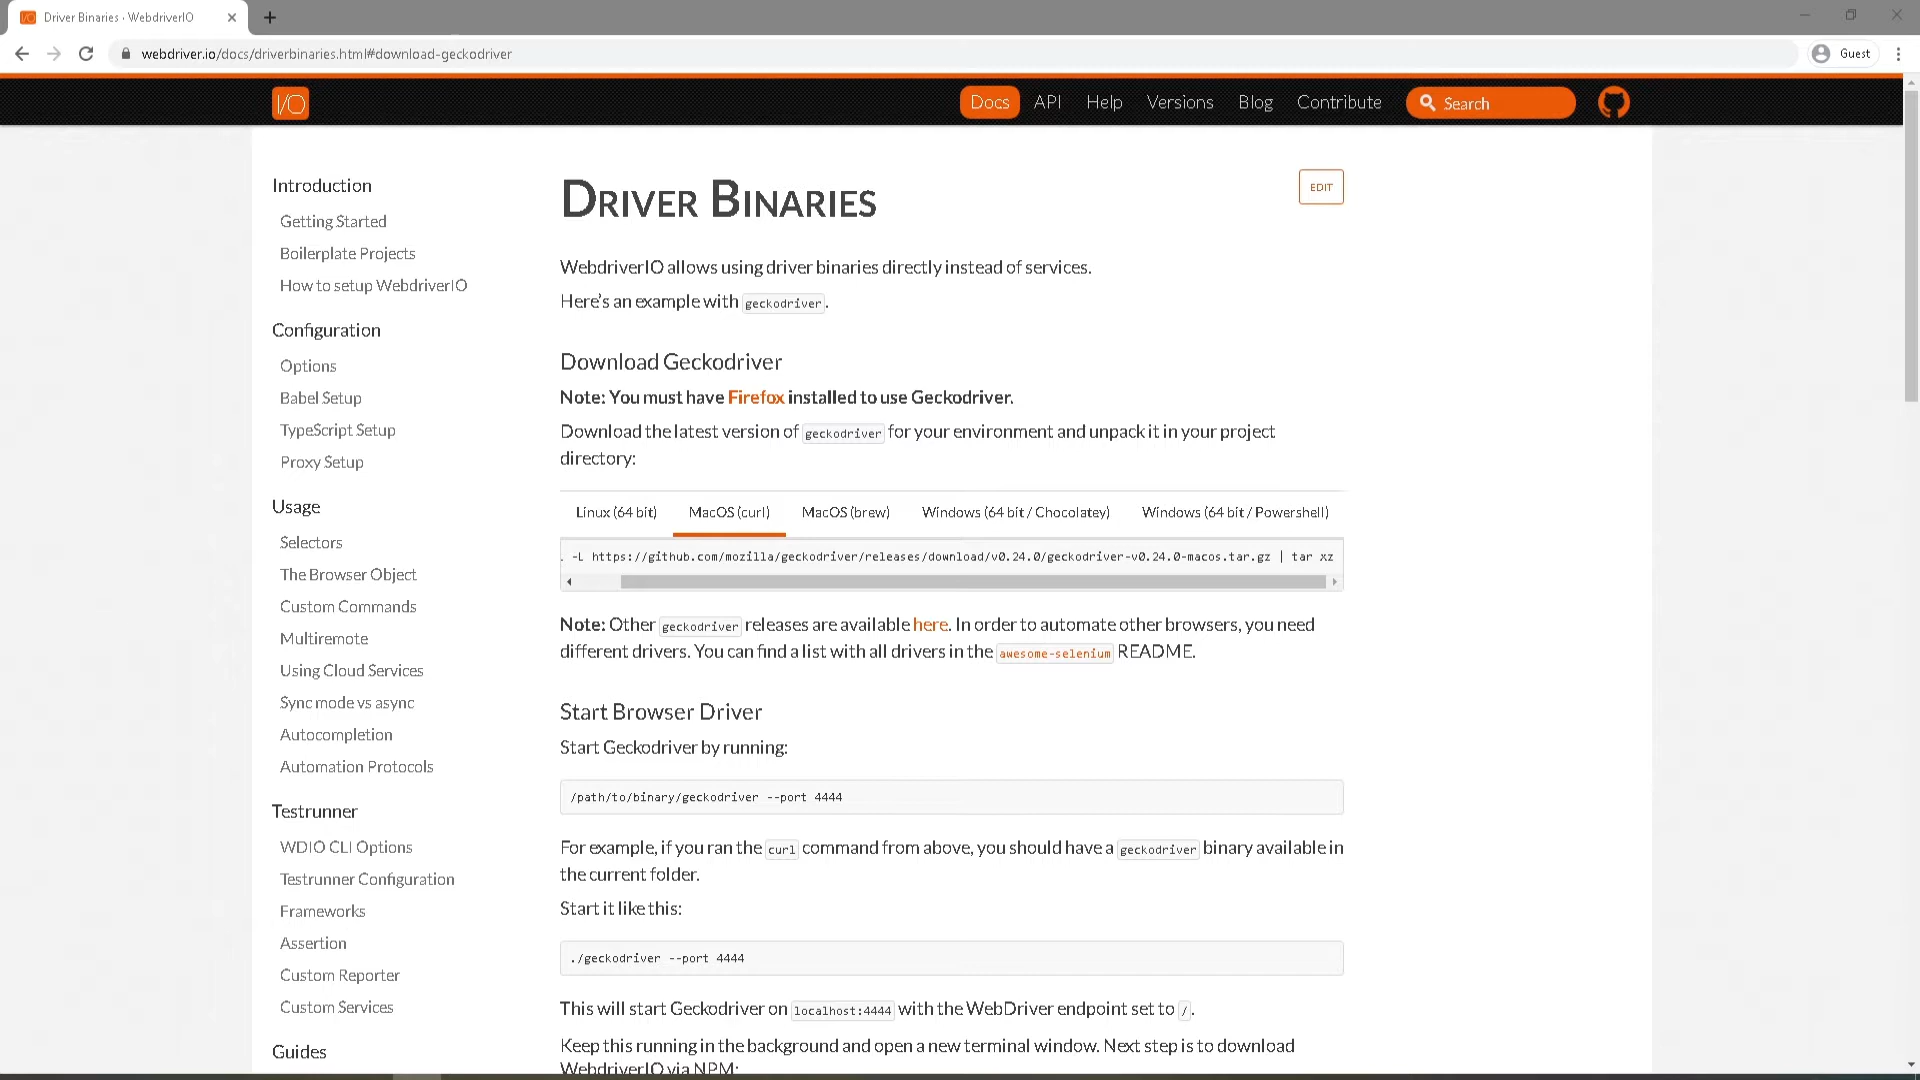 Driver Binaries · WebdriverIO
webdriver.io/docs/driverbinaries.html#download-geckodriver
Guest
I/O
Docs
API
Help
Versions
Blog
Contribute
Search
Introduction
Getting Started
Boilerplate Projects
How to setup WebdriverIO
Configuration
Options
Babel Setup
TypeScript Setup
Proxy Setup
Usage
Selectors
The Browser Object
Custom Commands
Multiremote
Using Cloud Services
Sync mode vs async
Autocompletion
Automation Protocols
Testrunner
WDIO CLI Options
Testrunner Configuration
Frameworks
Assertion
Custom Reporter
Custom Services
Guides
DRIVER BINARIES
EDIT
WebdriverIO allows using driver binaries directly instead of services.
Here's an example with geckodriver.
Download Geckodriver
Note: You must have Firefox installed to use Geckodriver.
Download the latest version of geckodriver for your environment and unpack it in your project
directory:
Linux (64 bit)
MacOS (curl)
MacOS (brew)
Windows (64 bit / Chocolatey)
Windows (64 bit / Powershell)
-L https://github.com/mozilla/geckodriver/releases/download/v0.24.0/geckodriver-v0.24.0-macos.tar.gz | tar xz
Note: Other geckodriver releases are available here. In order to automate other browsers, you need
different drivers. You can find a list with all drivers in the awesome-selenium README.
Start Browser Driver
Start Geckodriver by running:
/path/to/binary/geckodriver --port 4444
For example, if you ran the curl command from above, you should have a geckodriver binary available in
the current folder.
Start it like this:
./geckodriver --port 4444
This will start Geckodriver on localhost:4444 with the WebDriver endpoint set to /.
Keep this running in the background and open a new terminal window. Next step is to download
WebdriverIO via NPM: